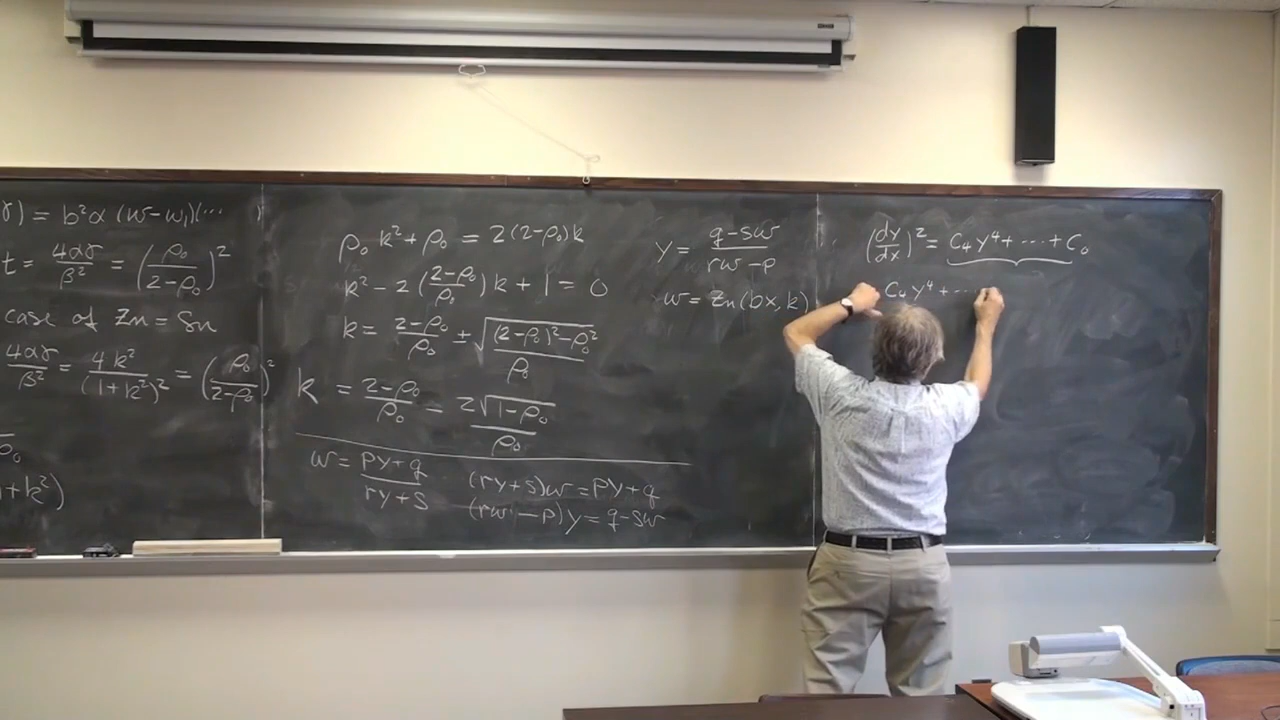 γ) = b²α (w-w₁)(...
t = 4αγ/β² = (ρ₀/(2-ρ₀))²
case of Zn = Sn
4αγ/β² = 4k²/(1+k²)² = (ρ₀/(2-ρ₀))²
ρ₀
+k²)
ρ₀ k² + ρ₀ = 2(2-ρ₀)k
k² - 2((2-ρ₀)/ρ₀)k + 1 = 0
k = (2-ρ₀)/ρ₀ ± √((2-ρ₀)²-ρ₀²)/ρ₀
k = (2-ρ₀)/ρ₀ - 2√(1-ρ₀)/ρ₀
w = (py+q)/(ry+s)
(ry+s)w = py+q
(rw-p)y = q-sw
y = (q-sw)/(rw-p)
w = Zn(bx, k)
(dy/dx)² = C₄y⁴ + ... + C₀
C₄y⁴ + ...